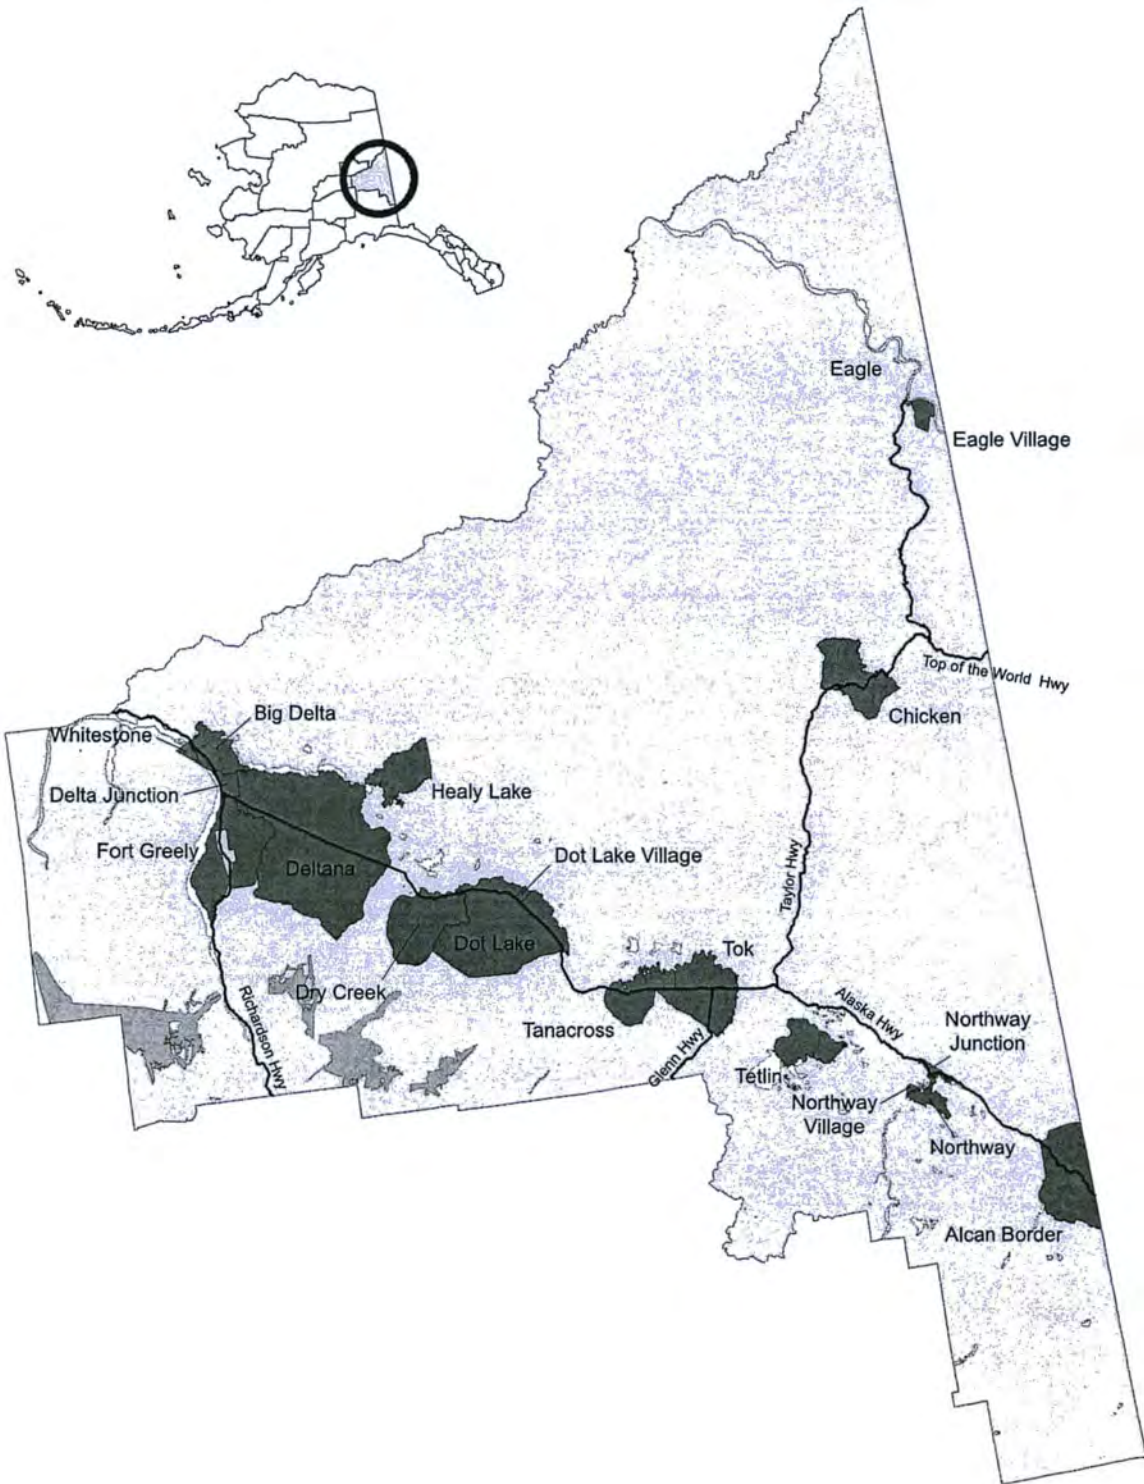 Eagle
Eagle Village
Top of the World Hwy
Chicken
Big Delta
Whitestone
Healy Lake
Delta Junction
Fort Greely
Deltana
Dot Lake Village
Taylor Hwy
Dot Lake
Tok
Dry Creek
Richardson Hwy
Tanacross
Glenn Hwy
Alaska Hwy
Northway
Junction
Tetlin
Northway
Village
Northway
Alcan Border